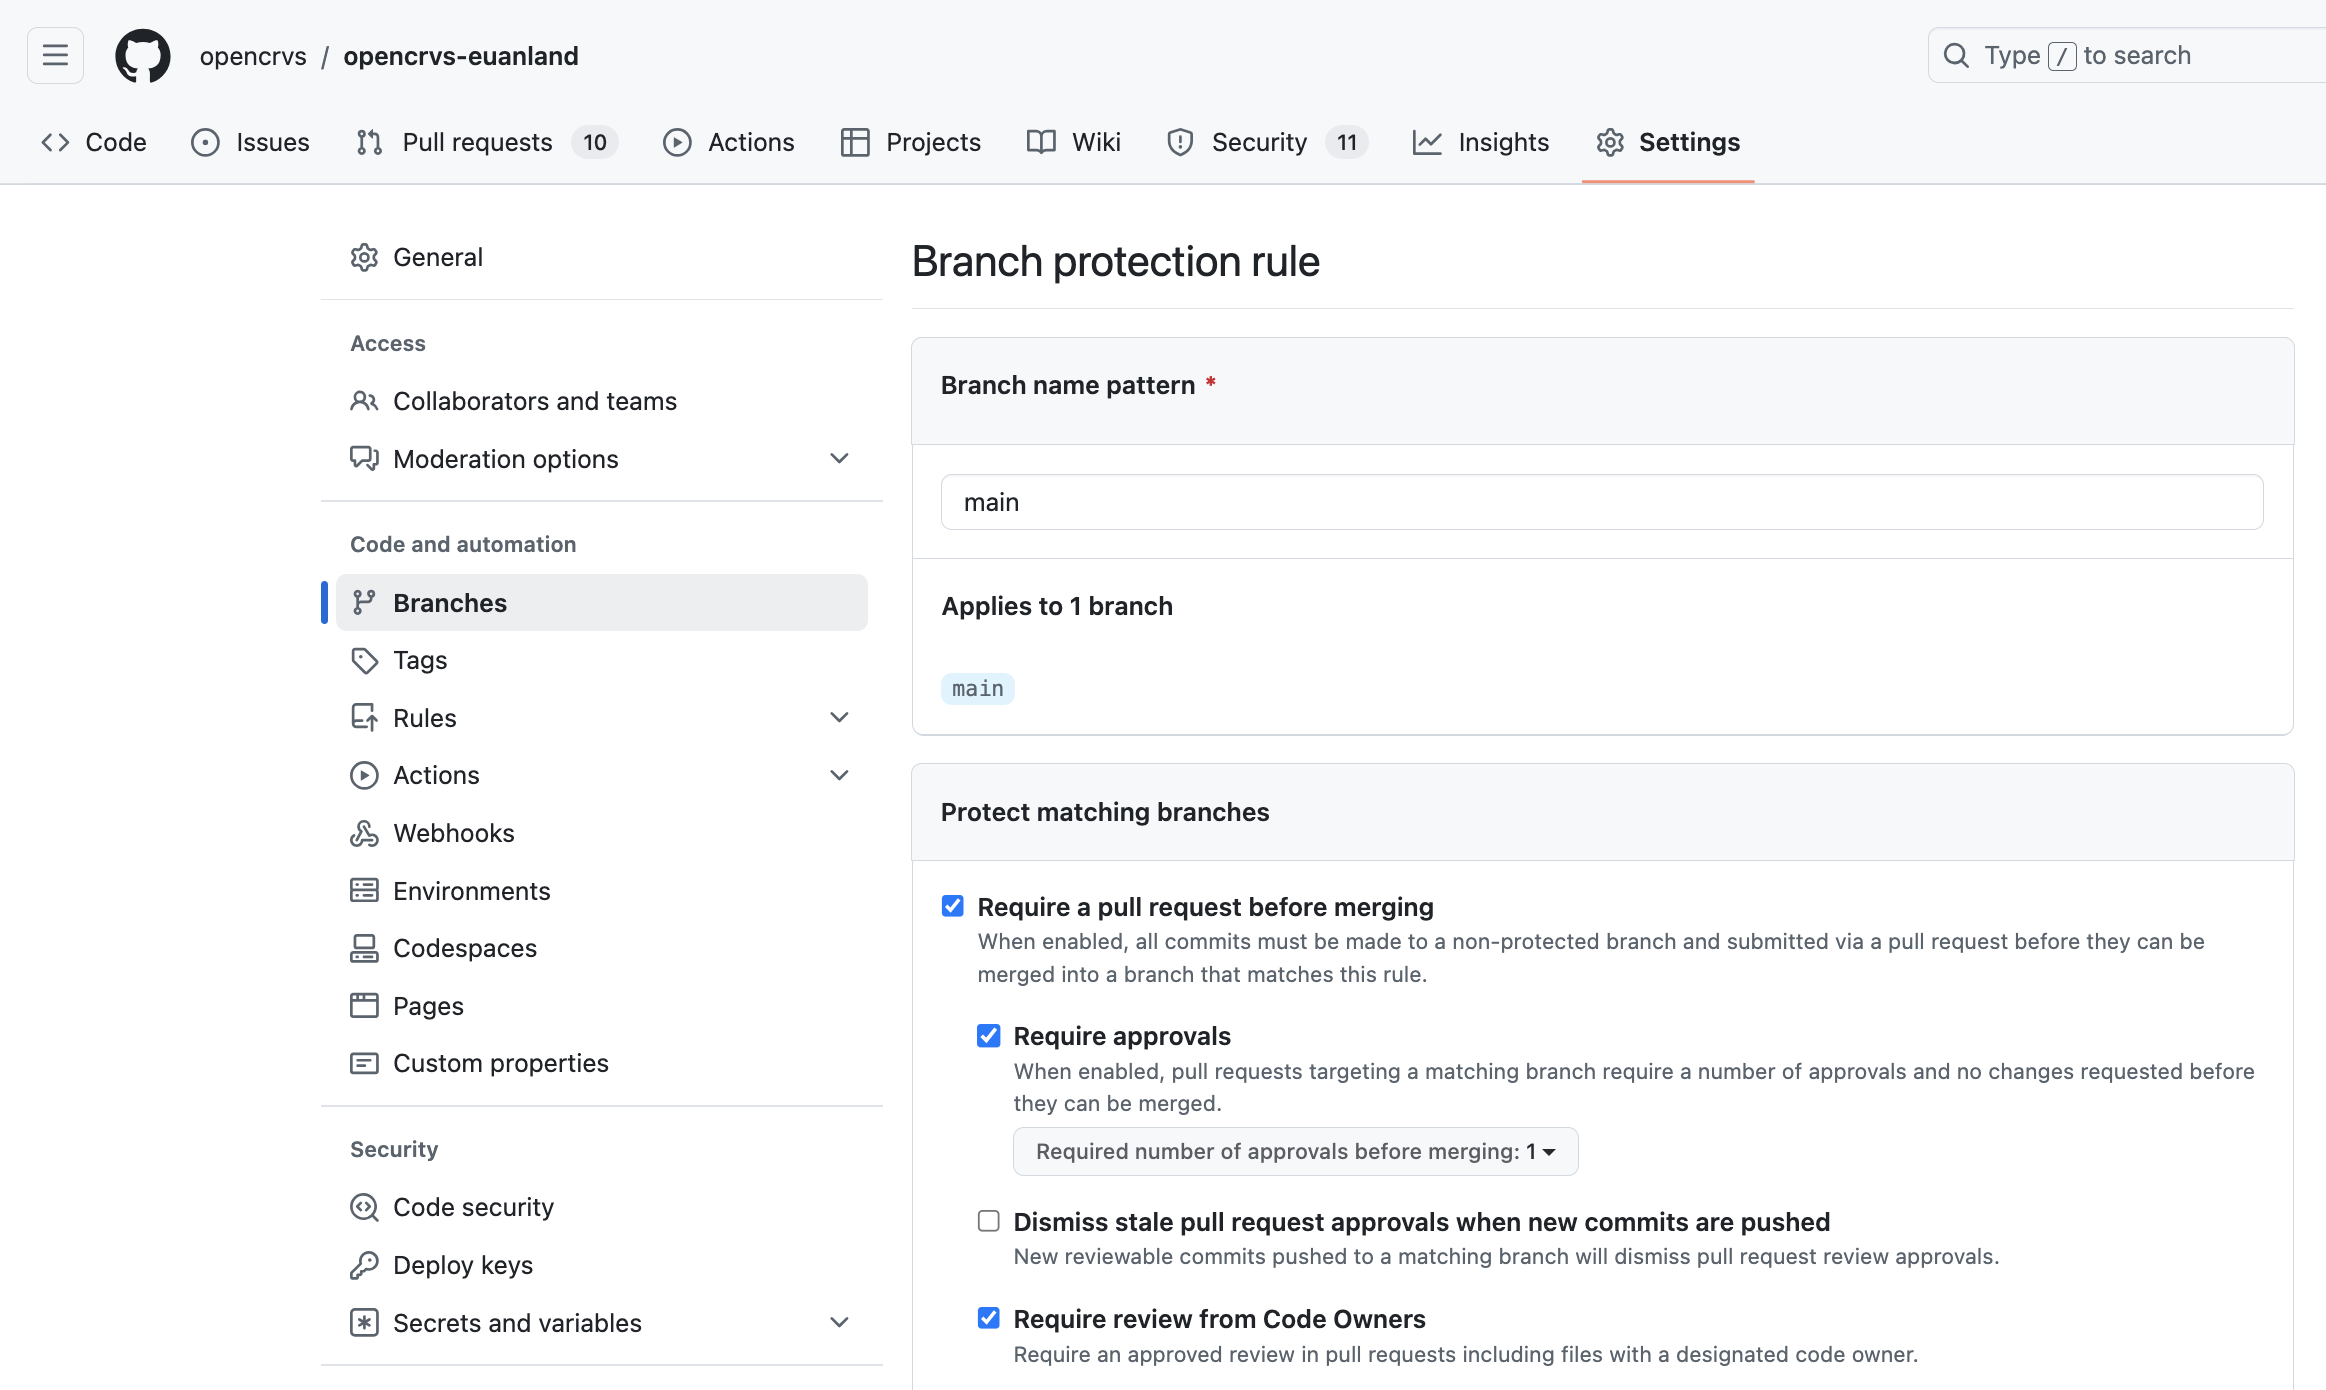 opencrvs / opencrvs-euanland
Type / to search
Code Issues Pull requests 10 Actions Projects Wiki Security 11 Insights Settings
General
Access
Collaborators and teams
Moderation options
Code and automation
Branches
Tags
Rules
Actions
Webhooks
Environments
Codespaces
Pages
Custom properties
Security
Code security
Deploy keys
Secrets and variables
Branch protection rule
Branch name pattern *
main
Applies to 1 branch
main
Protect matching branches
Require a pull request before merging
When enabled, all commits must be made to a non-protected branch and submitted via a pull request before they can be
merged into a branch that matches this rule.
Require approvals
When enabled, pull requests targeting a matching branch require a number of approvals and no changes requested before
they can be merged.
Required number of approvals before merging: 1
Dismiss stale pull request approvals when new commits are pushed
New reviewable commits pushed to a matching branch will dismiss pull request review approvals.
Require review from Code Owners
Require an approved review in pull requests including files with a designated code owner.